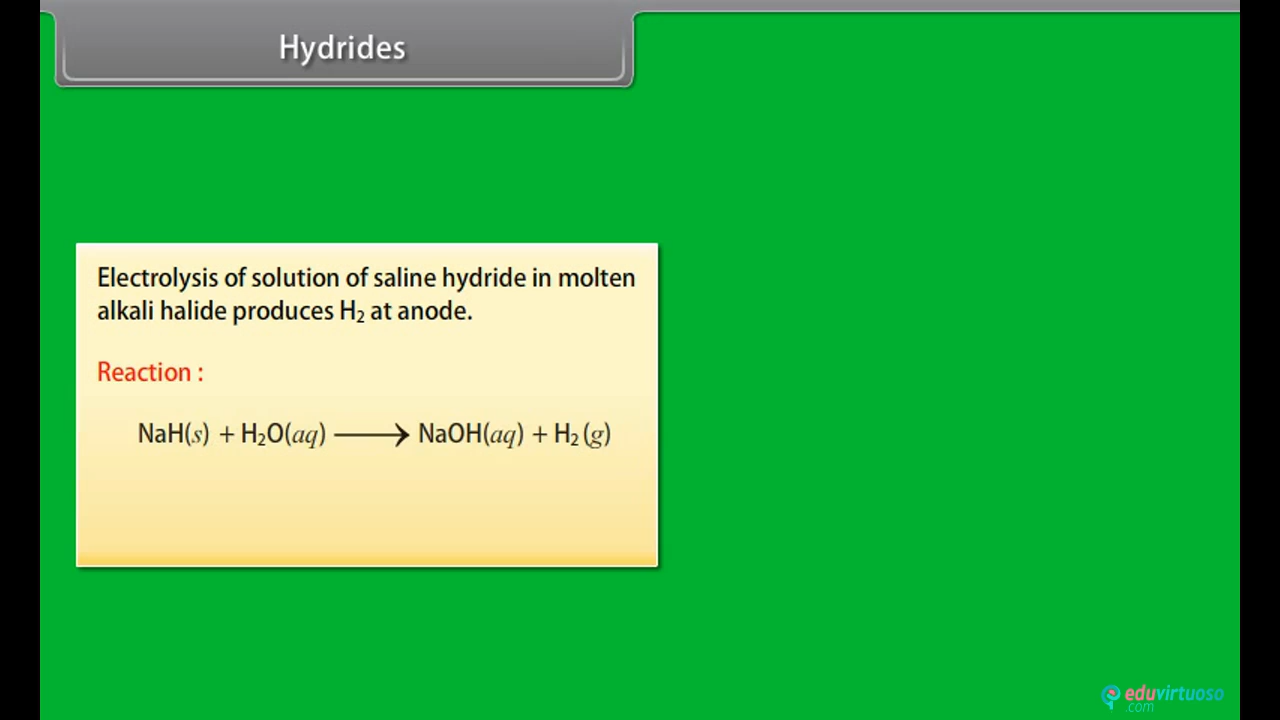 Hydrides
Electrolysis of solution of saline hydride in molten
alkali halide produces H₂ at anode.
Reaction :
NaH(s) + H₂O(aq) ⟶ NaOH(aq) + H₂(g)
eduvirtuoso
.com